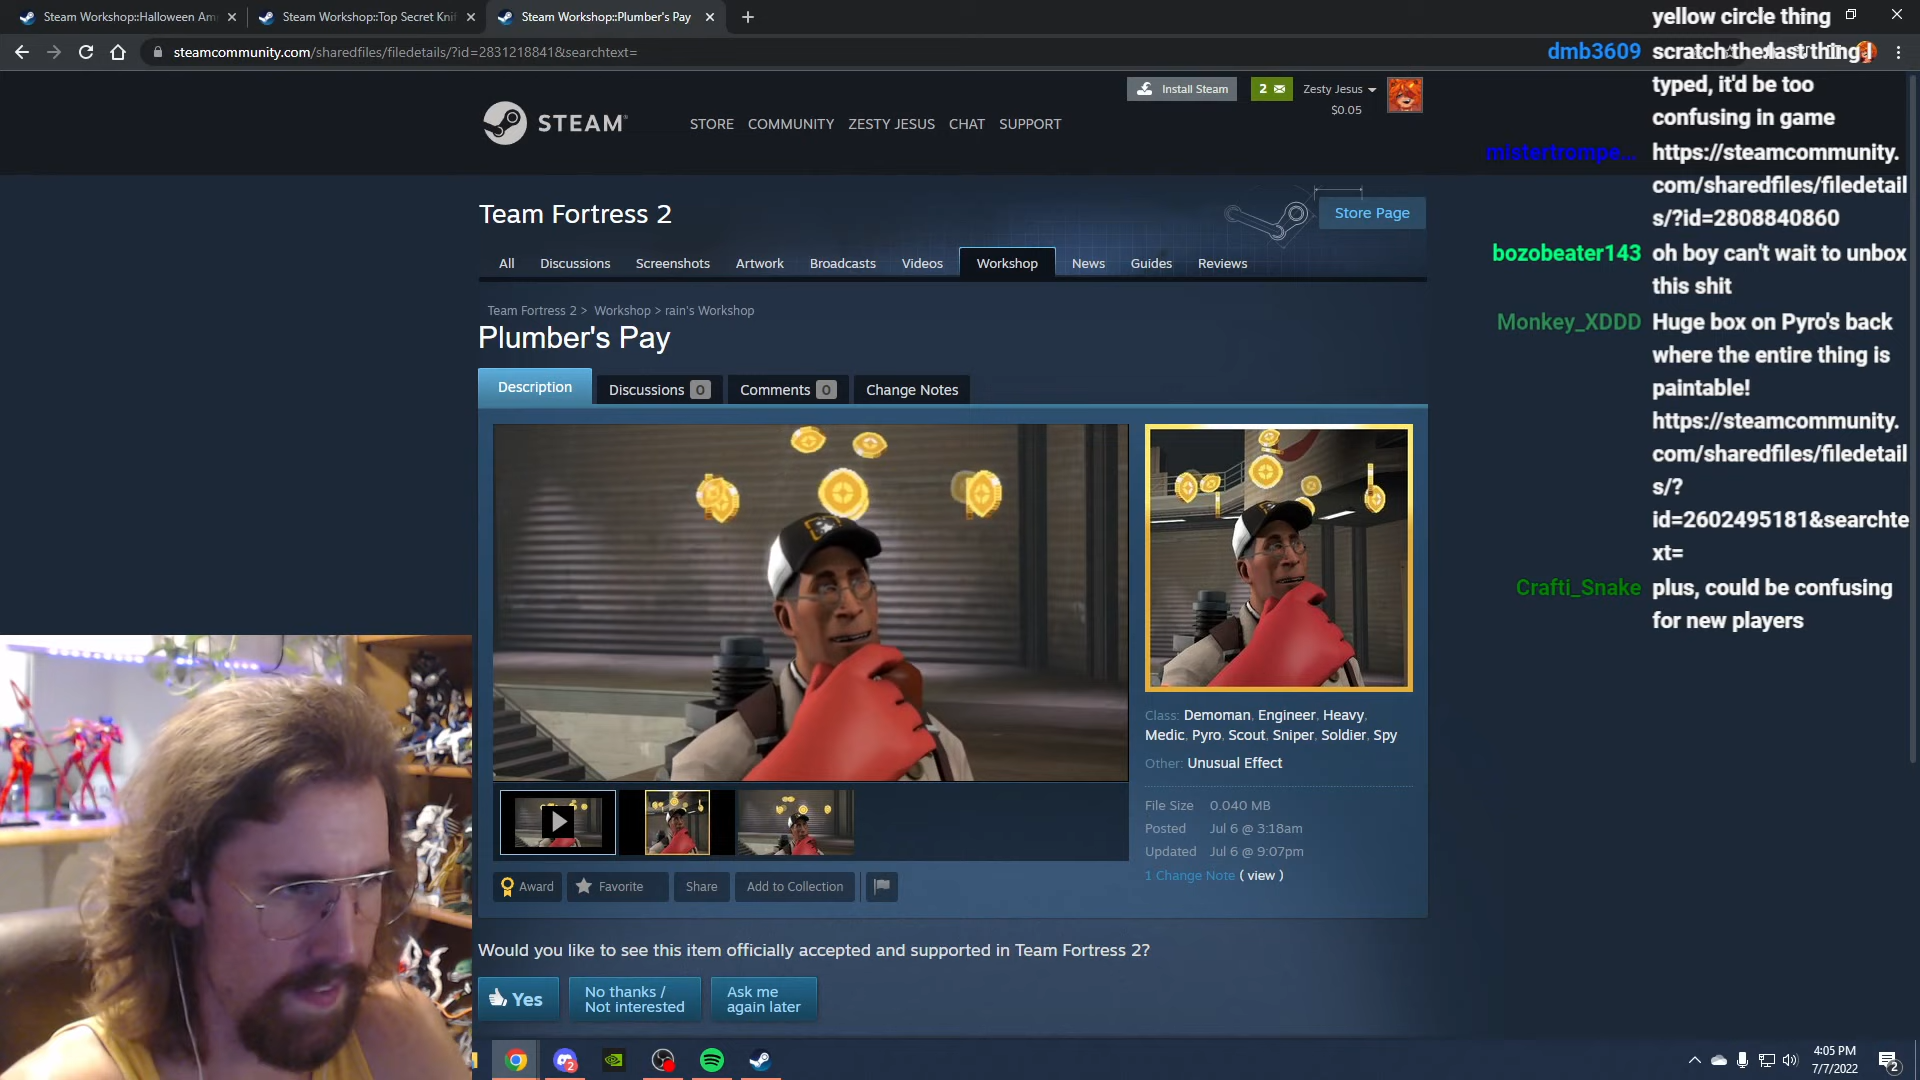 Steam Workshop::Halloween Am
Steam Workshop::Top Secret Kni
Steam Workshop::Plumber's Pay
steamcommunity.com/sharedfiles/filedetails/?id=2831218841&searchtext=
Install Steam
2
Zesty Jesus
$0.05
STEAM
STORE COMMUNITY ZESTY JESUS CHAT SUPPORT
Team Fortress 2
Store Page
All Discussions Screenshots Artwork Broadcasts Videos Workshop News Guides Reviews
Team Fortress 2 > Workshop > rain's Workshop
Plumber's Pay
Description Discussions 0 Comments 0 Change Notes
Class: Demoman, Engineer, Heavy,
Medic, Pyro, Scout, Sniper, Soldier, Spy
Other: Unusual Effect
File Size 0.040 MB
Posted Jul 6 @ 3:18am
Updated Jul 6 @ 9:07pm
1 Change Note ( view )
Award Favorite Share Add to Collection
Would you like to see this item officially accepted and supported in Team Fortress 2?
Yes
No thanks /
Not interested
Ask me
again later
yellow circle thing
dmb3609 scratch the last thing I
typed, it'd be too
confusing in game
mistertrompe... https://steamcommunity.
com/sharedfiles/filedetail
s/?id=2808840860
bozobeater143 oh boy can't wait to unbox
this shit
Monkey_XDDD Huge box on Pyro's back
where the entire thing is
paintable!
https://steamcommunity.
com/sharedfiles/filedetail
s/?
id=2602495181&searchte
xt=
Crafti_Snake plus, could be confusing
for new players
2
4:05 PM
7/7/2022
2